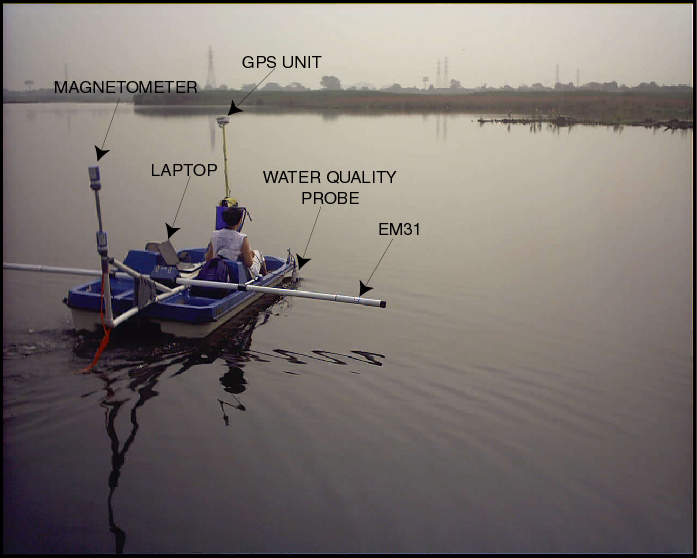 GPS UNIT
MAGNETOMETER
LAPTOP
WATER QUALITY
PROBE
EM31